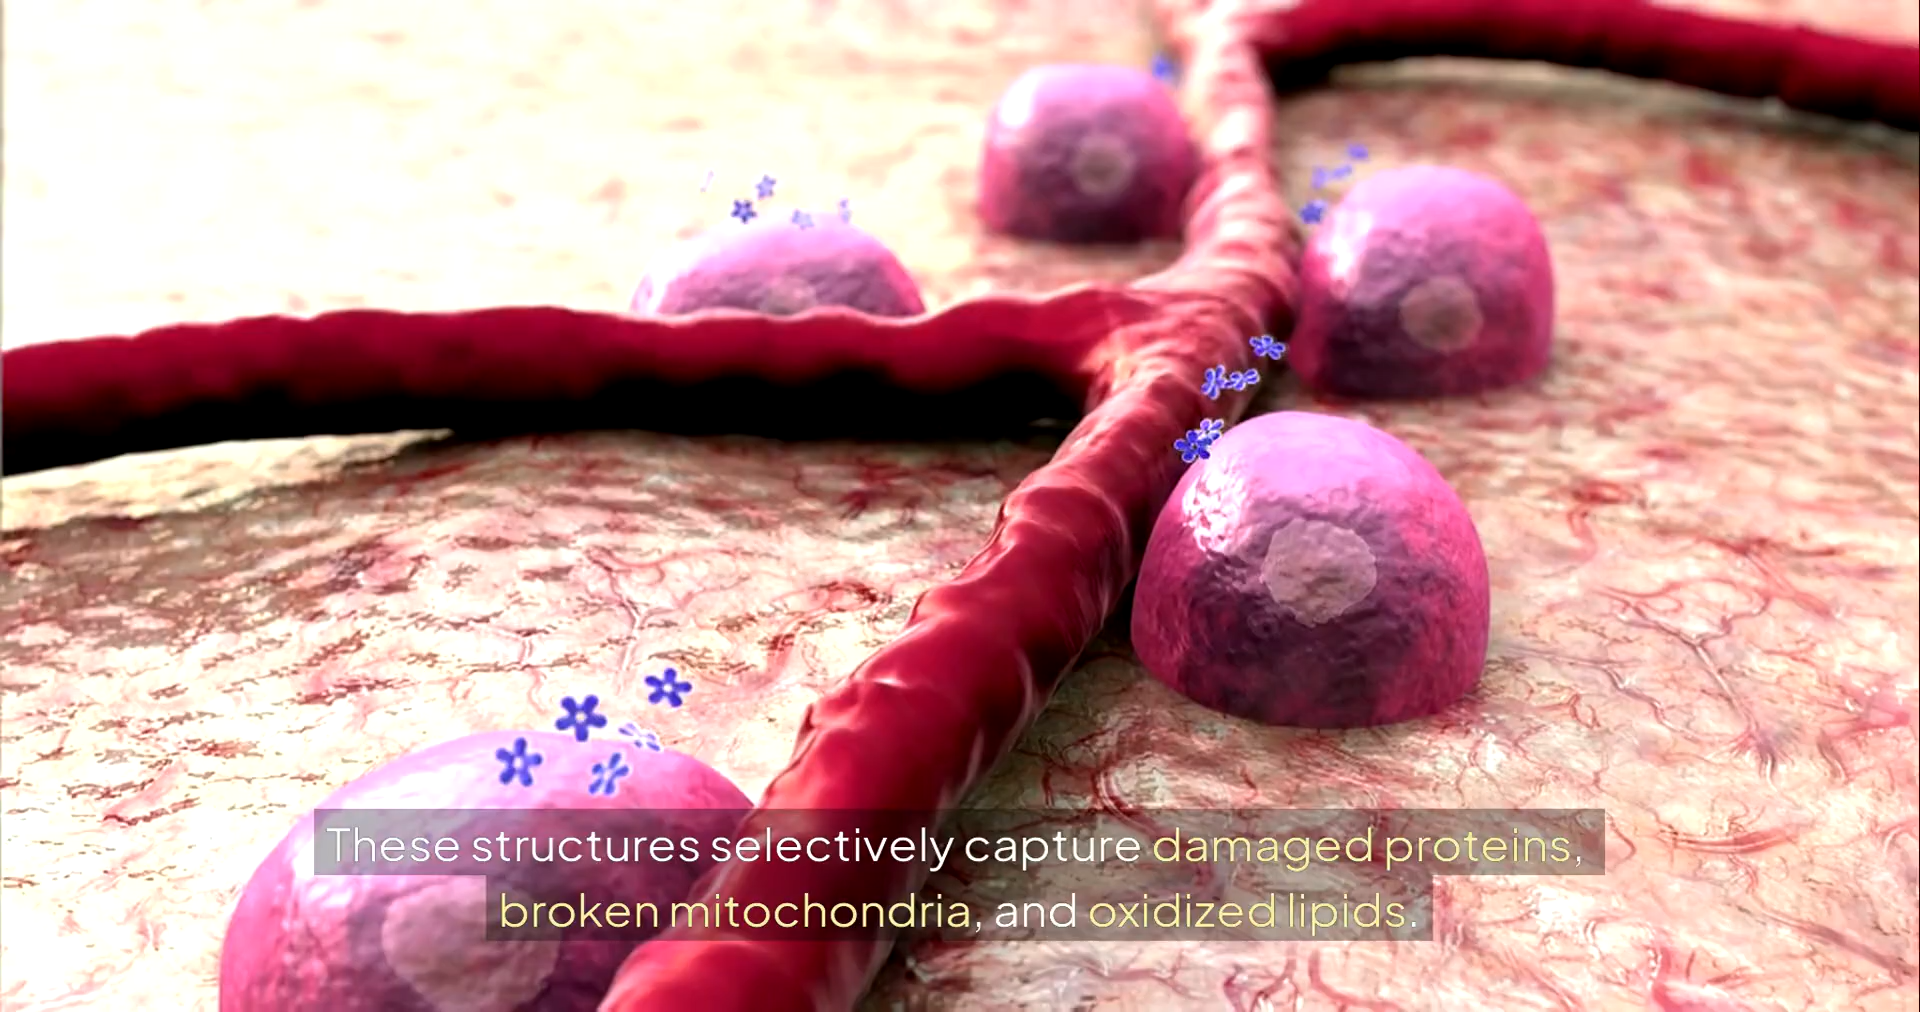 These structures selectively capture damaged proteins,
broken mitochondria, and oxidized lipids.